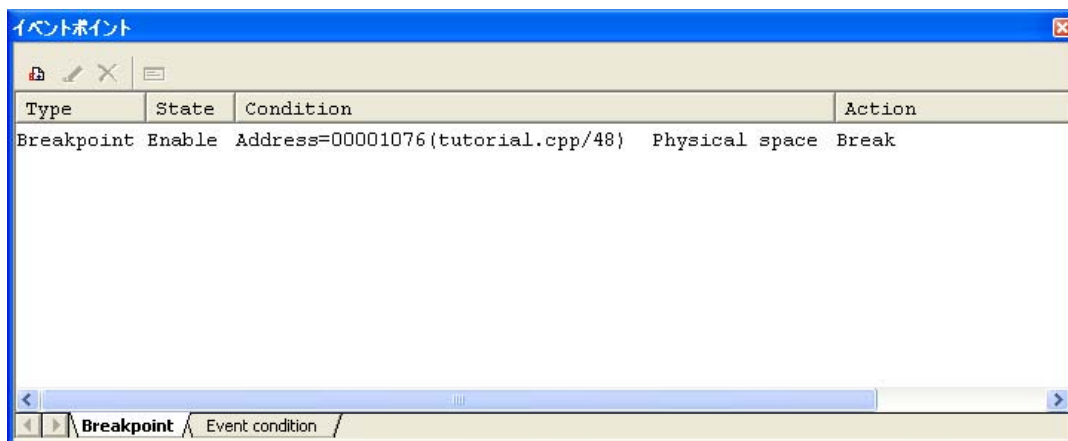 イベントポイント
Type State Condition Action
Breakpoint Enable Address=00001076(tutorial.cpp/48) Physical space Break
Breakpoint Event condition